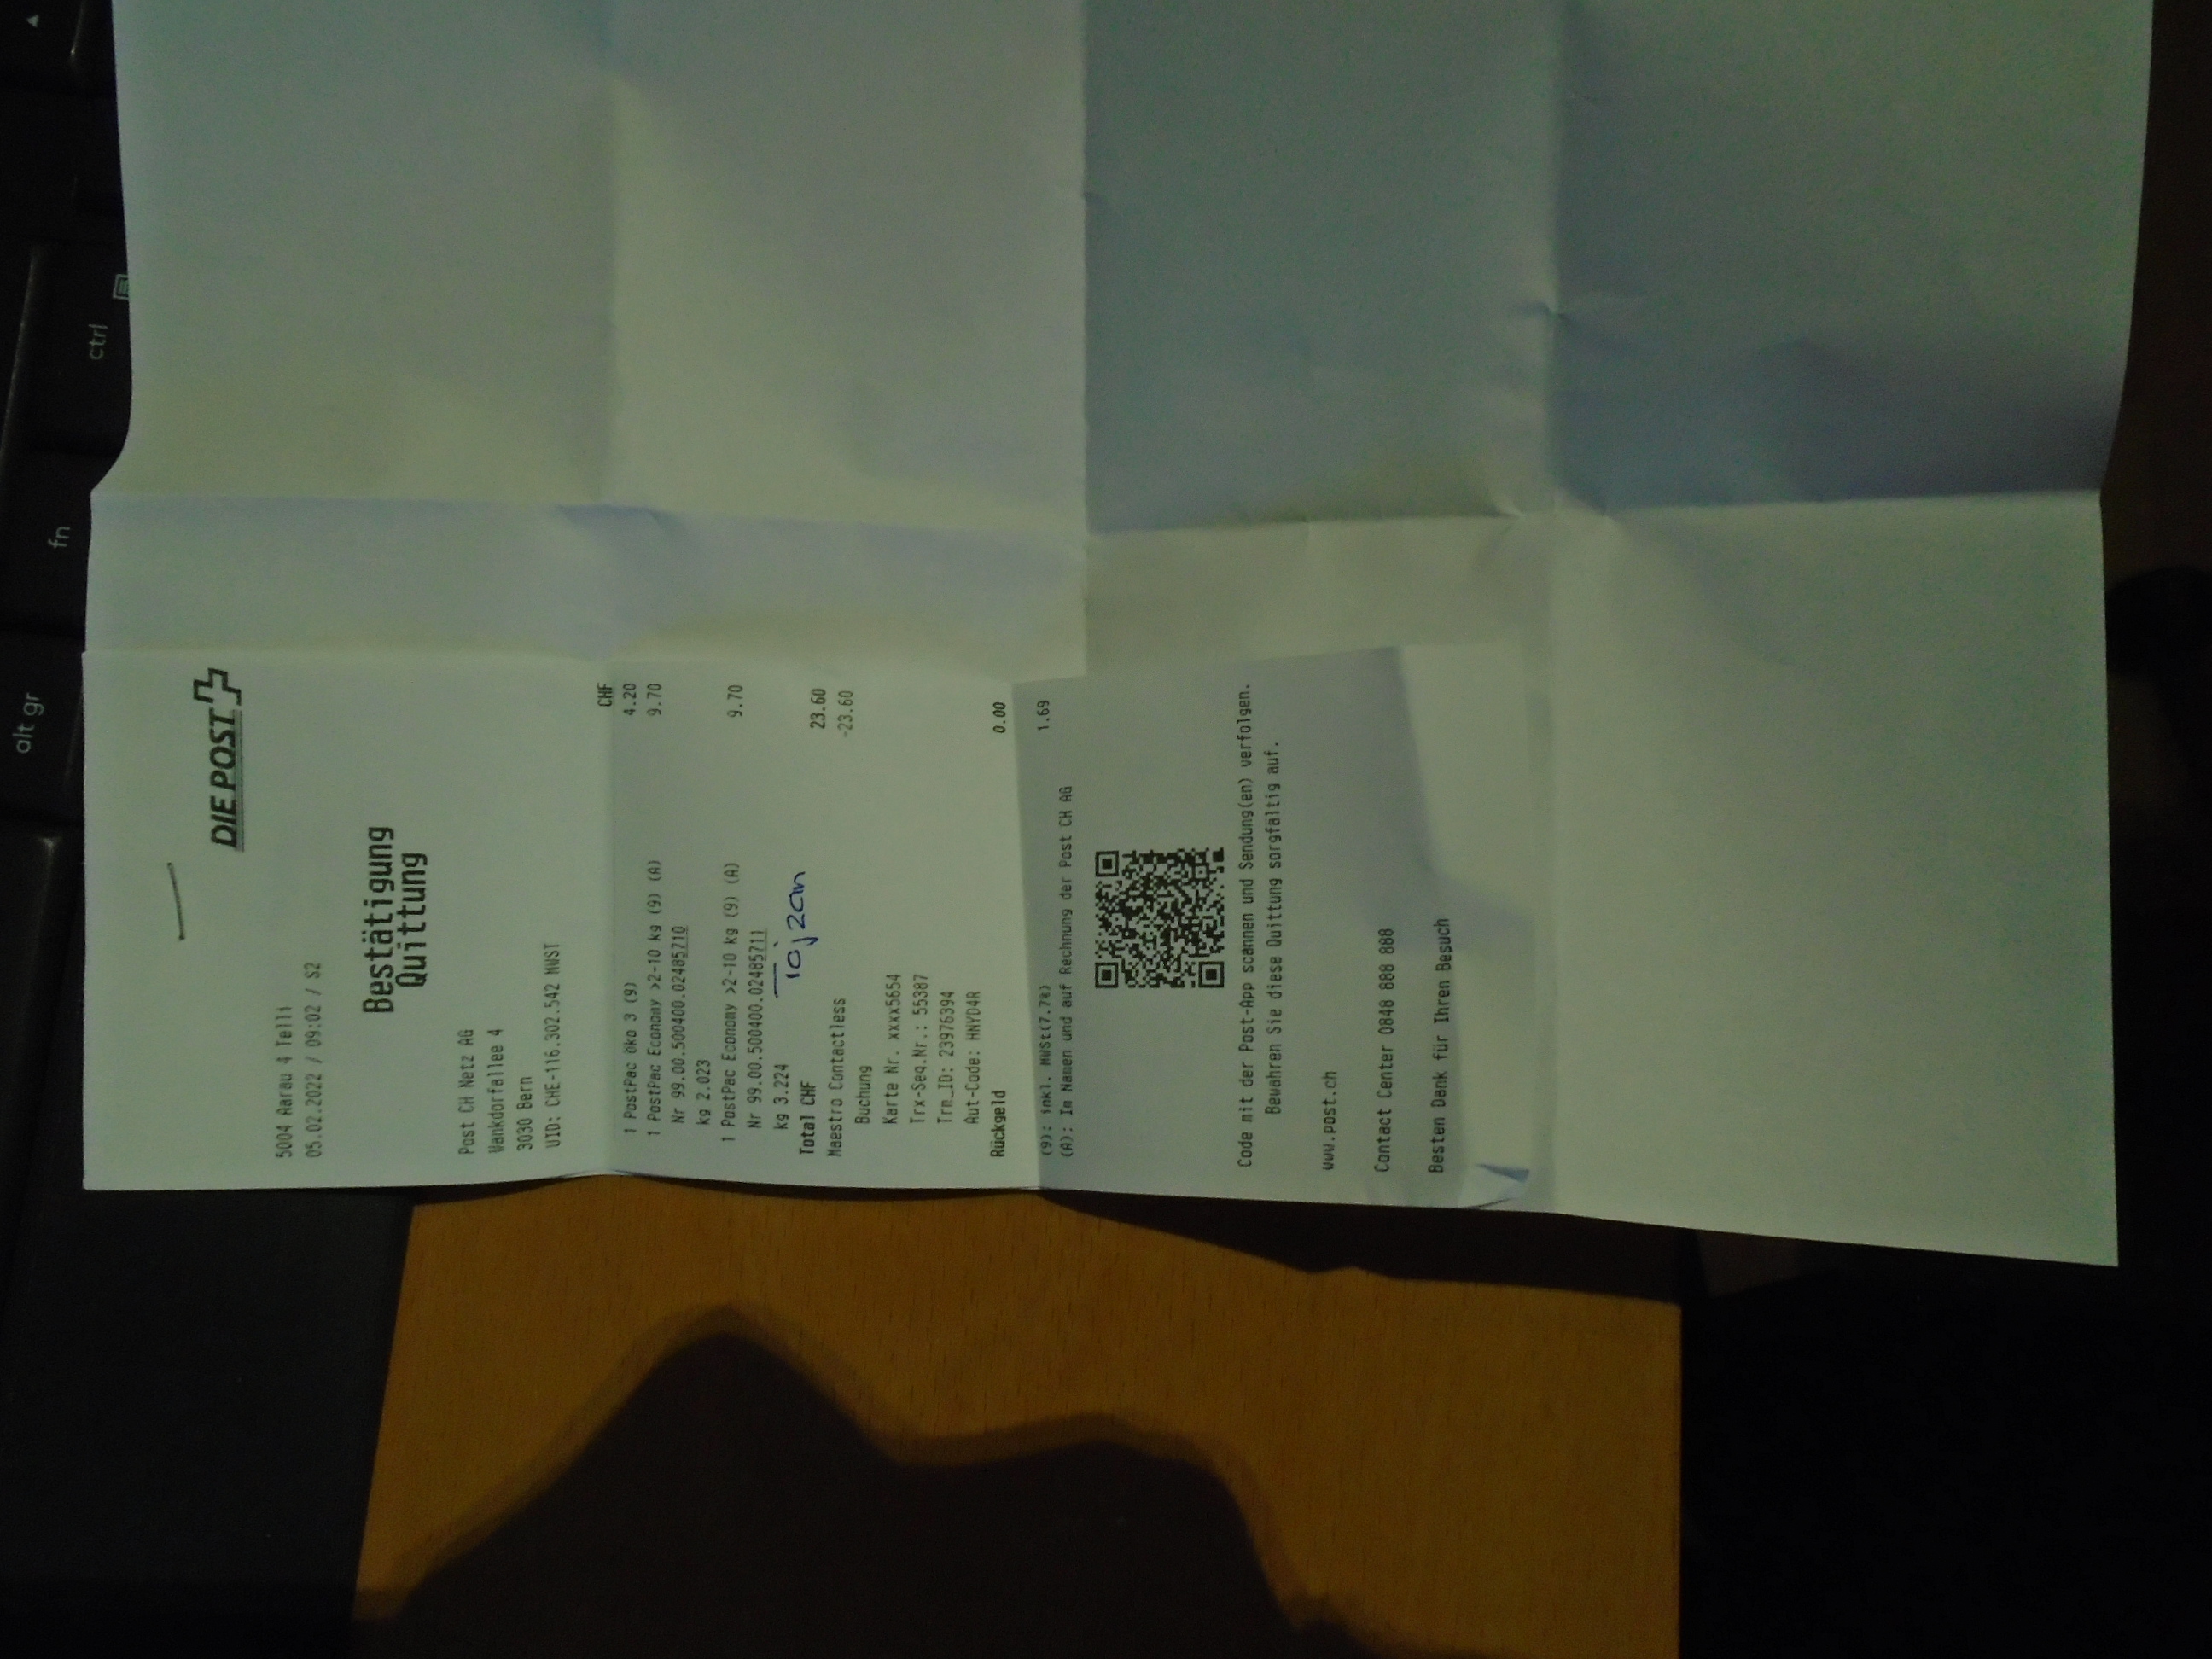 DIE POST
5004 Aarau 4 Telli
05.02.2022 / 09:02 / S2
Bestätigung
Quittung
Post CH Netz AG
Wankdorfallee 4
3030 Bern
UID: CHE-116.302.542 MWST
CHF
1 PostPac öko 3 (9) 4.20
1 PostPac Economy >2-10 kg (9) (A) 9.70
Nr 99.00.500400.02485710
kg 2.023
1 PostPac Economy >2-10 kg (9) (A) 9.70
Nr 99.00.500400.02485711
kg 3.224
Total CHF 23.60
Maestro Contactless -23.60
Buchung
Karte Nr. xxxx5654
Trx-Seq.Nr.: 55387
Trm_ID: 23976394
Aut-Code: HNYD4R
Rückgeld 0.00
(9): inkl. MWSt(7.7%) 1.69
(A): Im Namen und auf Rechnung der Post CH AG
Code mit der Post-App scannen und Sendung(en) verfolgen.
Bewahren Sie diese Quittung sorgfältig auf.
www.post.ch
Contact Center 0848 888 888
Besten Dank für Ihren Besuch
alt gr
fn
ctrl